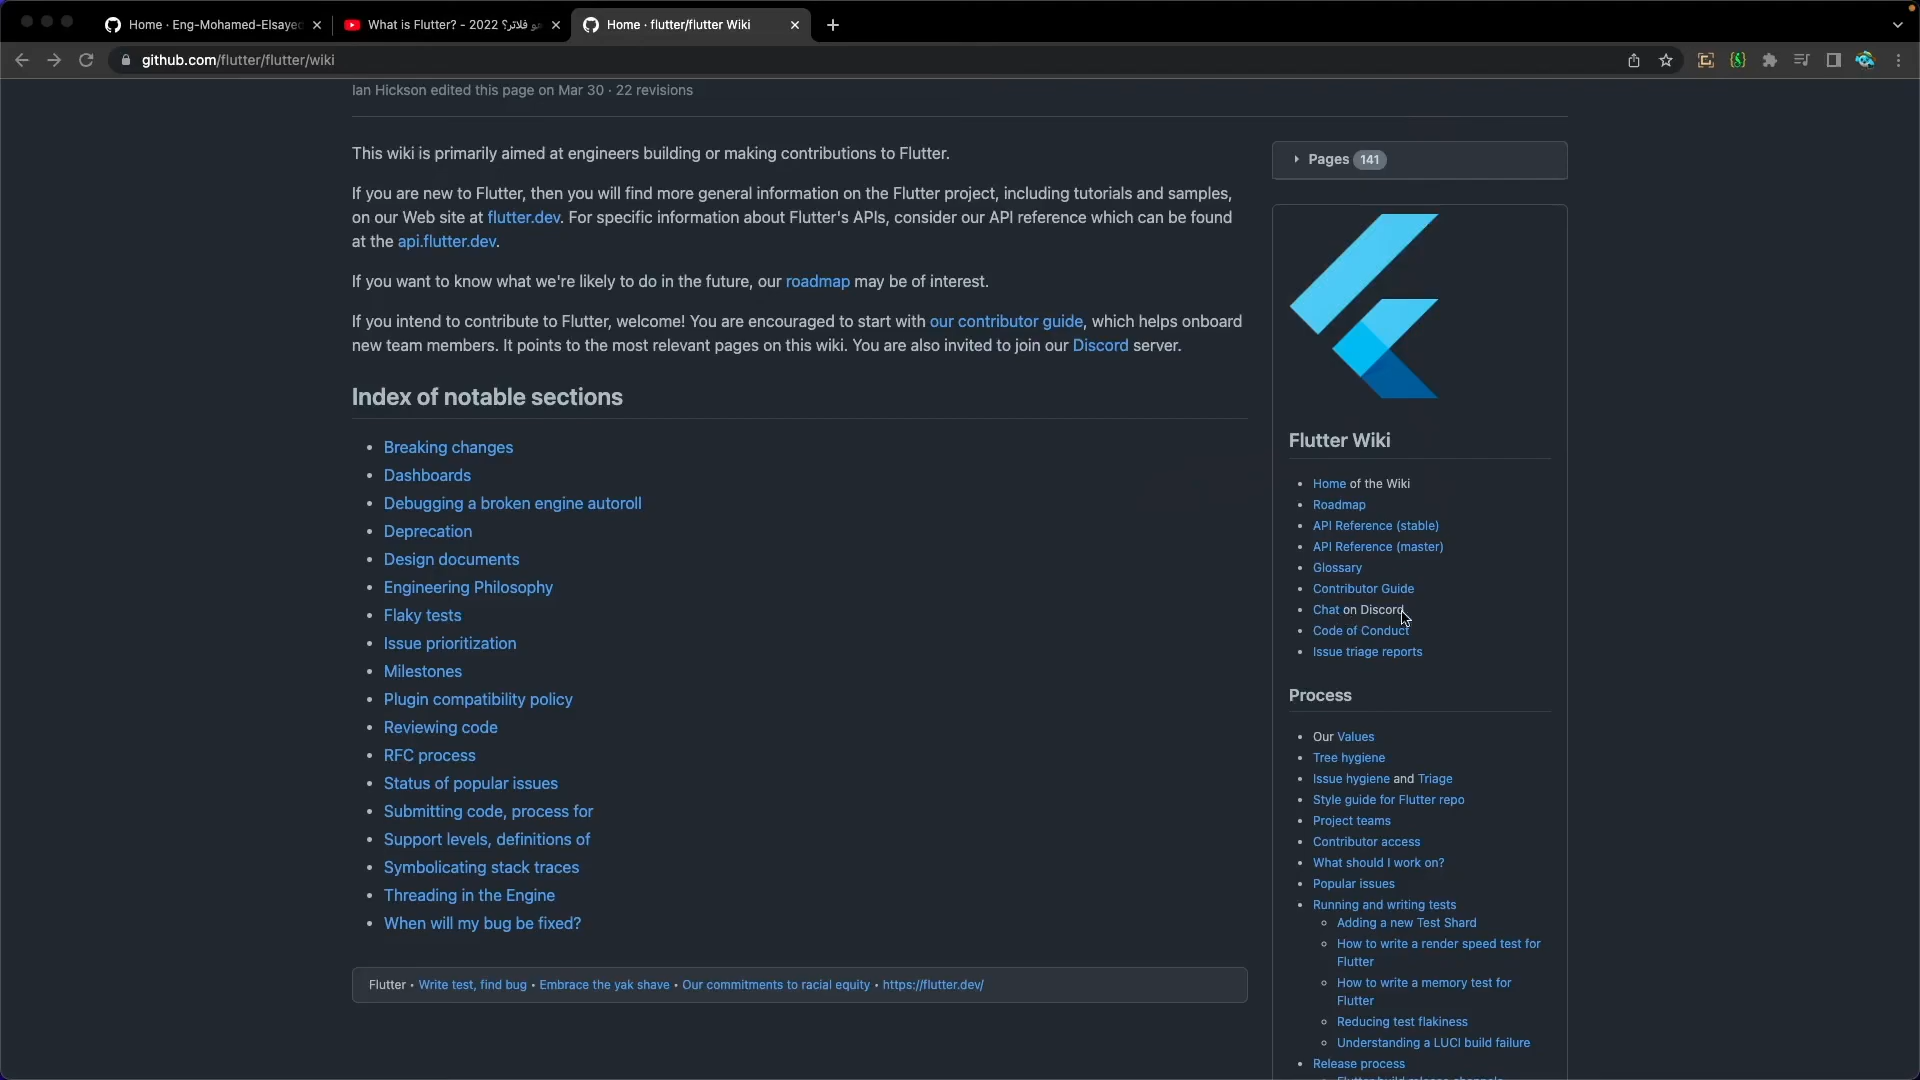 Home · Eng-Mohamed-Elsayed
What is Flutter? - 2022 هو فلاتر؟
Home · flutter/flutter Wiki
github.com/flutter/flutter/wiki
Ian Hickson edited this page on Mar 30 · 22 revisions
This wiki is primarily aimed at engineers building or making contributions to Flutter.
If you are new to Flutter, then you will find more general information on the Flutter project, including tutorials and samples,
on our Web site at flutter.dev. For specific information about Flutter's APIs, consider our API reference which can be found
at the api.flutter.dev.
If you want to know what we're likely to do in the future, our roadmap may be of interest.
If you intend to contribute to Flutter, welcome! You are encouraged to start with our contributor guide, which helps onboard
new team members. It points to the most relevant pages on this wiki. You are also invited to join our Discord server.
Index of notable sections
Breaking changes
Dashboards
Debugging a broken engine autoroll
Deprecation
Design documents
Engineering Philosophy
Flaky tests
Issue prioritization
Milestones
Plugin compatibility policy
Reviewing code
RFC process
Status of popular issues
Submitting code, process for
Support levels, definitions of
Symbolicating stack traces
Threading in the Engine
When will my bug be fixed?
Flutter • Write test, find bug • Embrace the yak shave • Our commitments to racial equity • https://flutter.dev/
Pages 141
Flutter Wiki
Home of the Wiki
Roadmap
API Reference (stable)
API Reference (master)
Glossary
Contributor Guide
Chat on Discord
Code of Conduct
Issue triage reports
Process
Our Values
Tree hygiene
Issue hygiene and Triage
Style guide for Flutter repo
Project teams
Contributor access
What should I work on?
Popular issues
Running and writing tests
Adding a new Test Shard
How to write a render speed test for
Flutter
How to write a memory test for
Flutter
Reducing test flakiness
Understanding a LUCI build failure
Release process